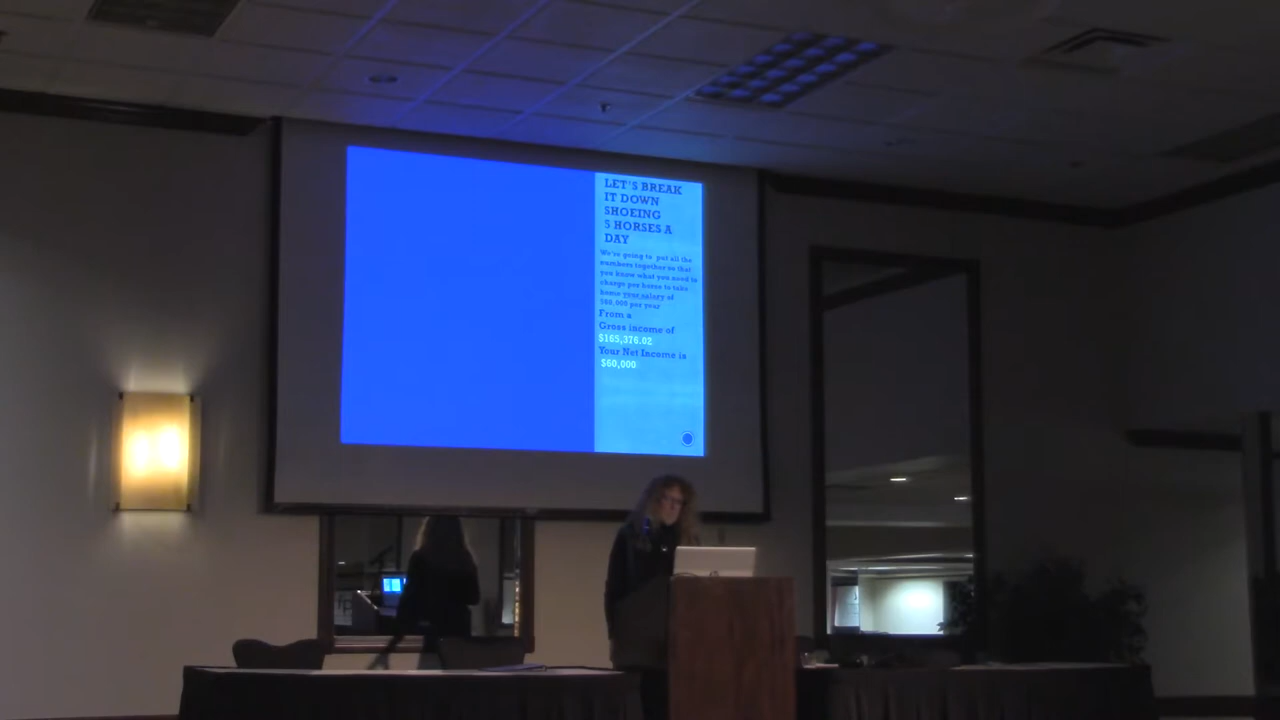 LET'S BREAK
IT DOWN
SHOEING
5 HORSES A
DAY
We're going to put all the
numbers together so that
you know what you need to
charge per horse to take
home your salary of
per year
From a
Gross income of
$165,376.02
Your Net Income is
$60,000